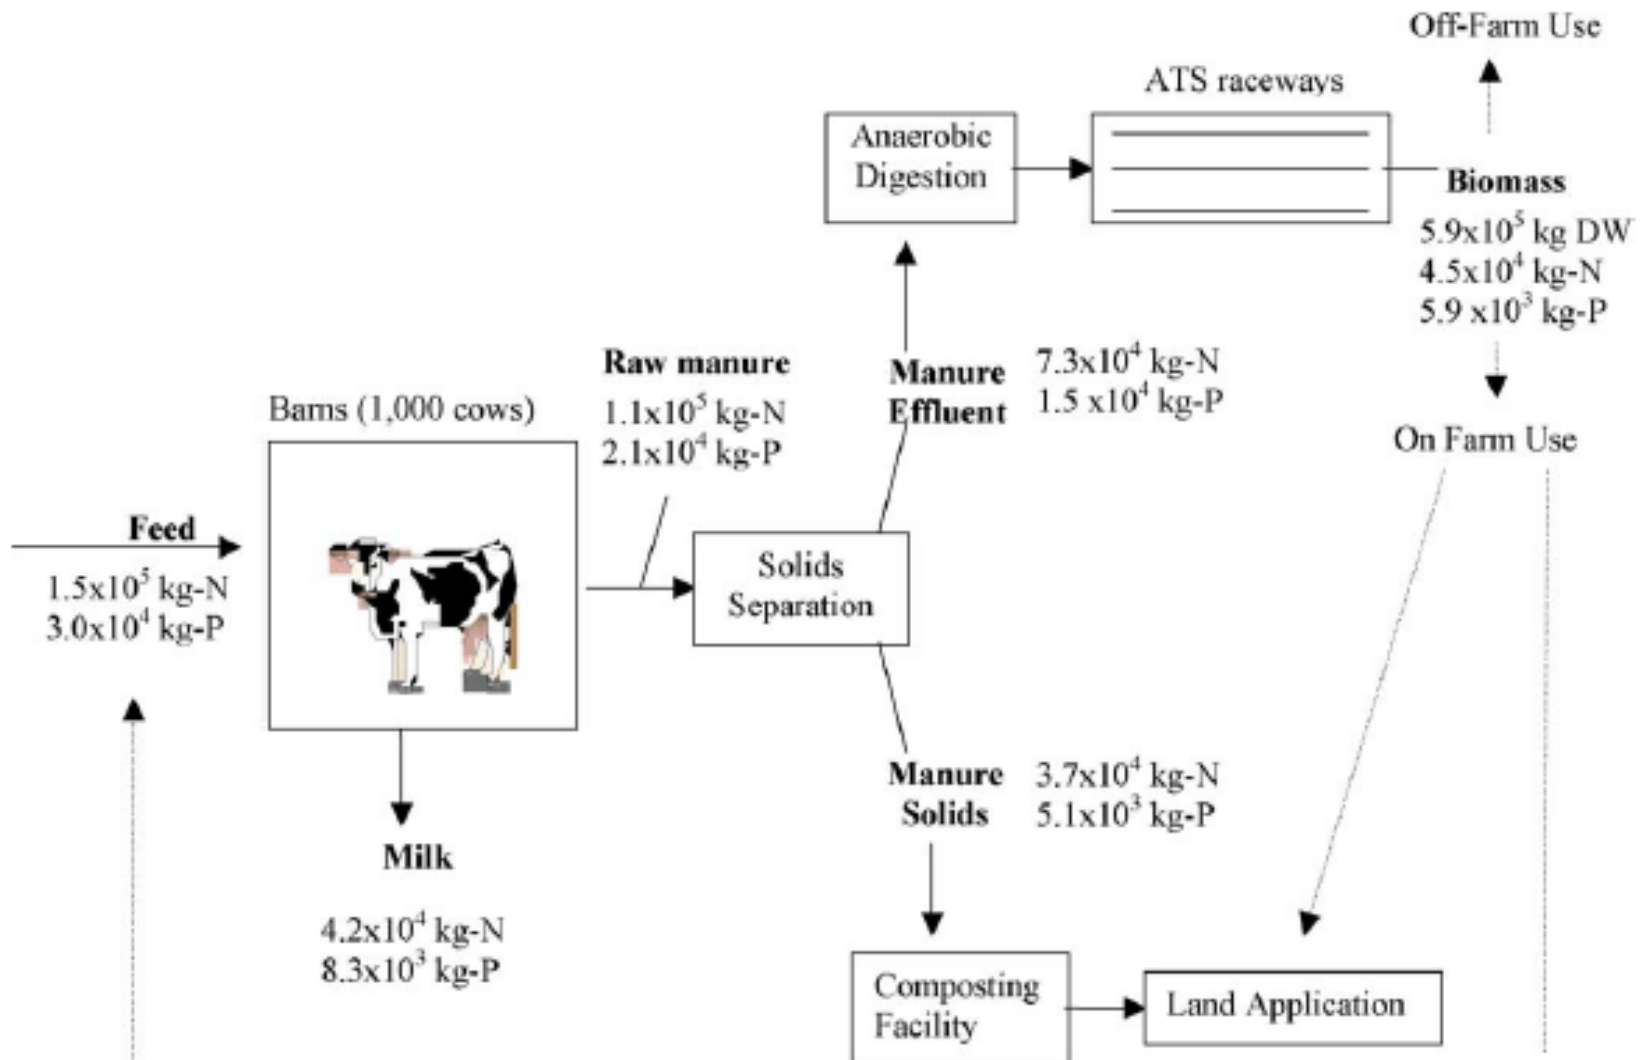 Off-Farm Use
ATS raceways
Anaerobic
Digestion
Biomass
5.9x10⁵ kg DW
4.5x10⁴ kg-N
5.9 x10³ kg-P
Raw manure
1.1x10⁵ kg-N
2.1x10⁴ kg-P
Manure
Effluent
7.3x10⁴ kg-N
1.5 x10⁴ kg-P
Barns (1,000 cows)
On Farm Use
Feed
1.5x10⁵ kg-N
3.0x10⁴ kg-P
Solids
Separation
Manure
Solids
3.7x10⁴ kg-N
5.1x10³ kg-P
Milk
4.2x10⁴ kg-N
8.3x10³ kg-P
Composting
Facility
Land Application